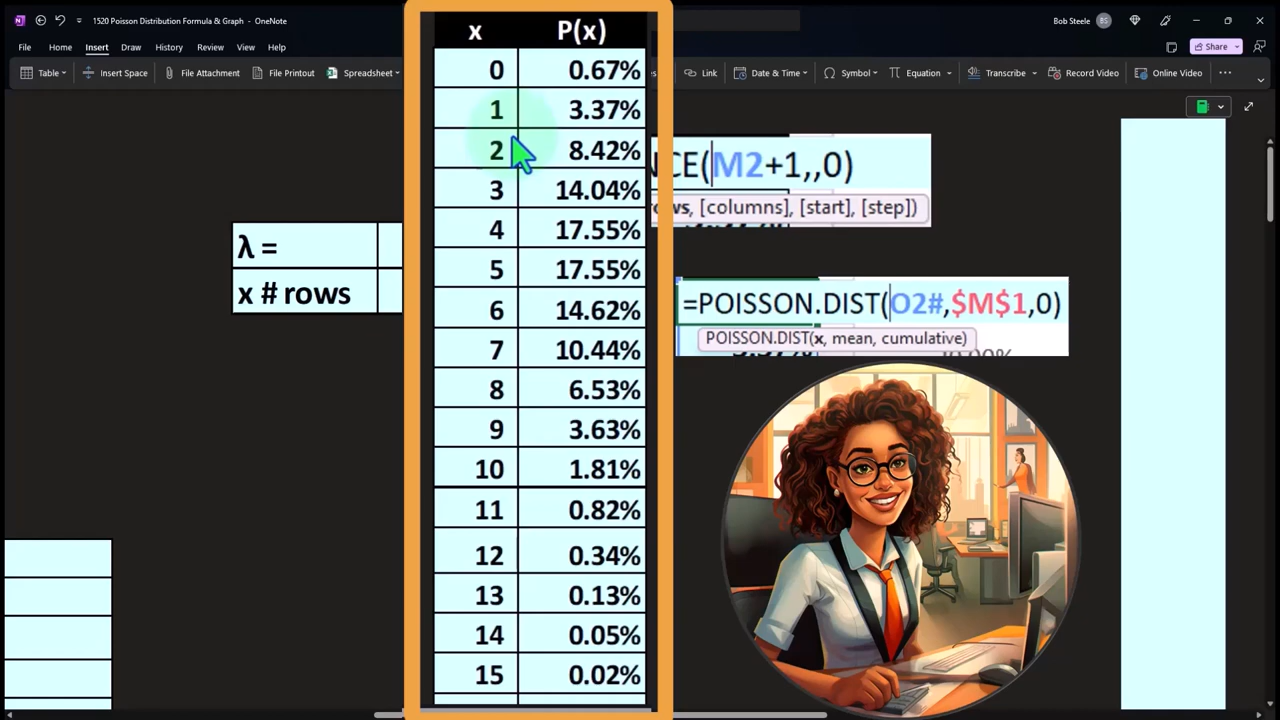 1520 Poisson Distribution Formula & Graph - OneNote
Bob Steele
BS
File Home Insert Draw History Review View Help
Share
Table Insert Space File Attachment File Printout Spreadsheet Link Date & Time Symbol Equation Transcribe Record Video Online Video
x P(x)
0 0.67%
1 3.37%
2 8.42%
3 14.04%
4 17.55%
5 17.55%
6 14.62%
7 10.44%
8 6.53%
9 3.63%
10 1.81%
11 0.82%
12 0.34%
13 0.13%
14 0.05%
15 0.02%
λ =
x # rows
CE(M2+1,,0)
ws, [columns], [start], [step])
=POISSON.DIST(O2#,$M$1,0)
POISSON.DIST(x, mean, cumulative)